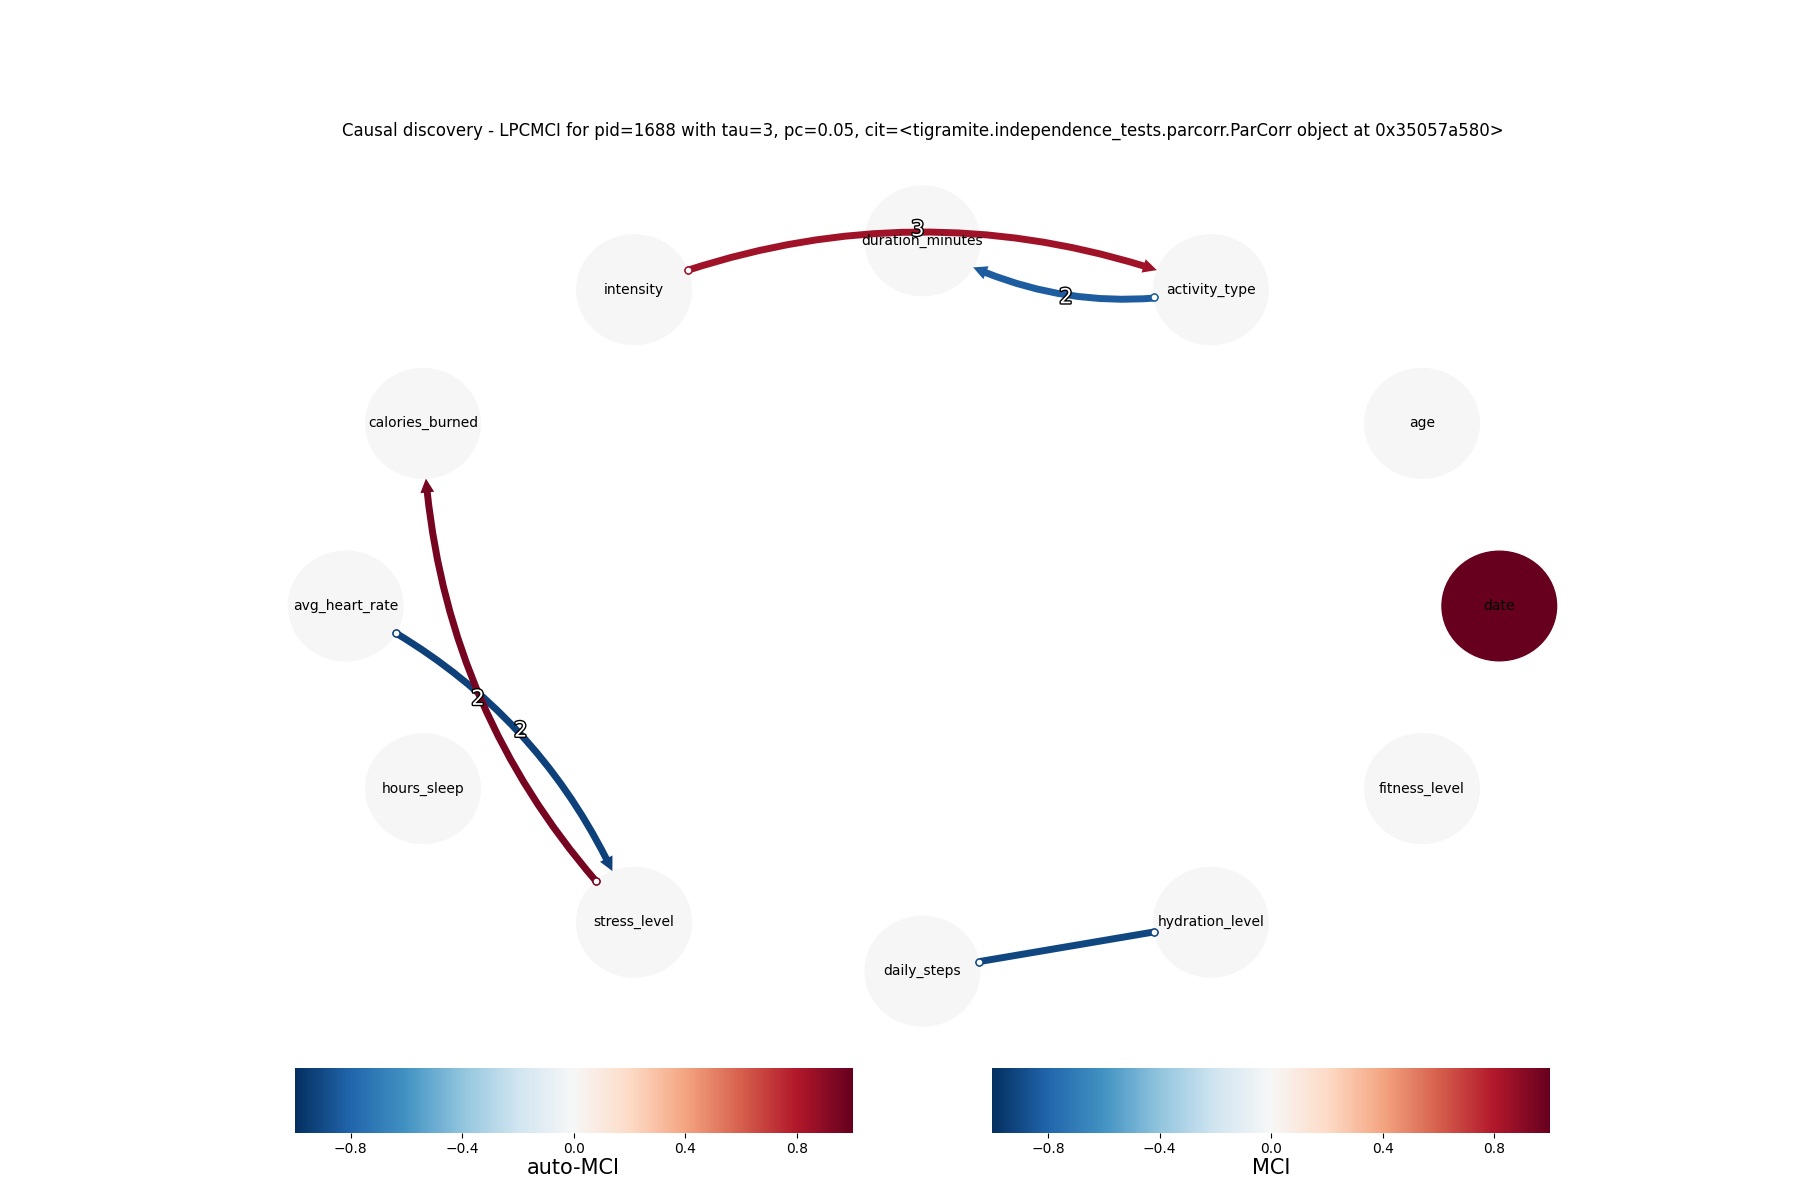 Causal discovery - LPCMCI for pid=1688 with tau=3, pc=0.05, cit=<tigramite.independence_tests.parcorr.ParCorr object at 0x35057a580>
3
duration_minutes
intensity
2
activity_type
calories_burned
age
avg_heart_rate
date
2
2
hours_sleep
fitness_level
stress_level
hydration_level
daily_steps
−0.8 −0.4 0.0 0.4 0.8
auto-MCI
−0.8 −0.4 0.0 0.4 0.8
MCI